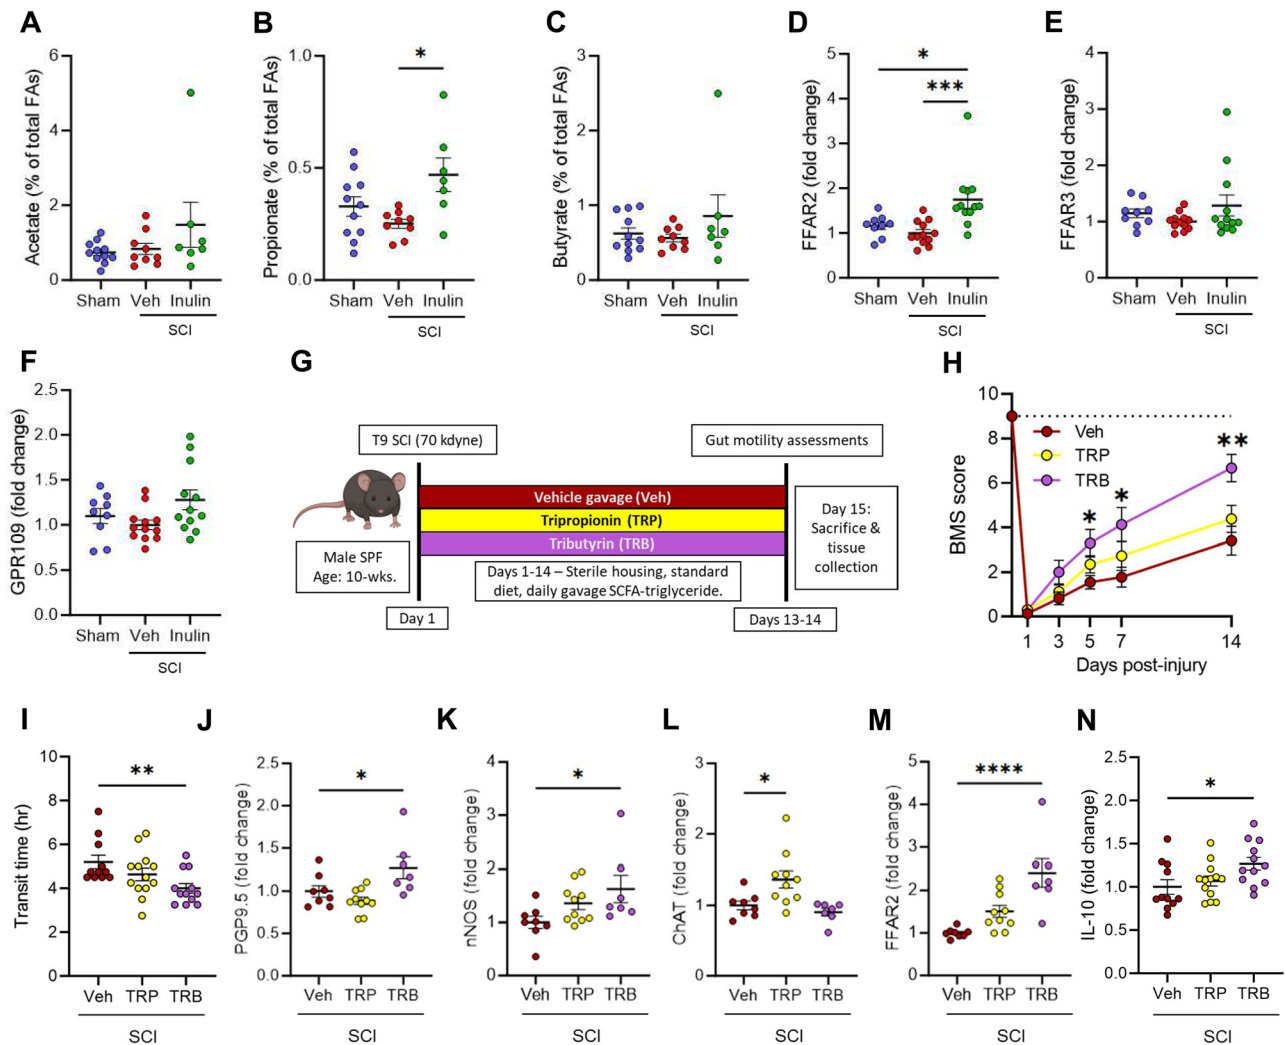 A
Acetate (% of total FAs)
6
4
2
0
Sham
Veh
Inulin
SCI
B
Propionate (% of total FAs)
1.0
0.5
0.0
*
Sham
Veh
Inulin
SCI
C
Butyrate (% of total FAs)
3
2
1
0
Sham
Veh
Inulin
SCI
D
FFAR2 (fold change)
5
4
3
2
1
0
*
***
Sham
Veh
Inulin
SCI
E
FFAR3 (fold change)
4
3
2
1
0
Sham
Veh
Inulin
SCI
F
GPR109 (fold change)
2.5
2.0
1.5
1.0
0.5
0.0
Sham
Veh
Inulin
SCI
G
T9 SCI (70 kdyne)
Gut motility assessments
Vehicle gavage (Veh)
Tripropionin (TRP)
Tributyrin (TRB)
Male SPF
Age: 10-wks.
Days 1-14 – Sterile housing, standard
diet, daily gavage SCFA-triglyceride.
Day 15:
Sacrifice &
tissue
collection
Day 1
Days 13-14
H
BMS score
10
8
6
4
2
0
Veh
TRP
TRB
*
*
**
1
3
5
7
14
Days post-injury
I
Transit time (hr)
10
8
6
4
2
0
**
Veh
TRP
TRB
SCI
J
PGP9.5 (fold change)
2.5
2.0
1.5
1.0
0.5
0.0
*
Veh
TRP
TRB
SCI
K
nNOS (fold change)
4
3
2
1
0
*
Veh
TRP
TRB
SCI
L
ChAT (fold change)
3
2
1
0
*
Veh
TRP
TRB
SCI
M
FFAR2 (fold change)
5
4
3
2
1
0
****
Veh
TRP
TRB
SCI
N
IL-10 (fold change)
2.5
2.0
1.5
1.0
0.5
0.0
*
Veh
TRP
TRB
SCI